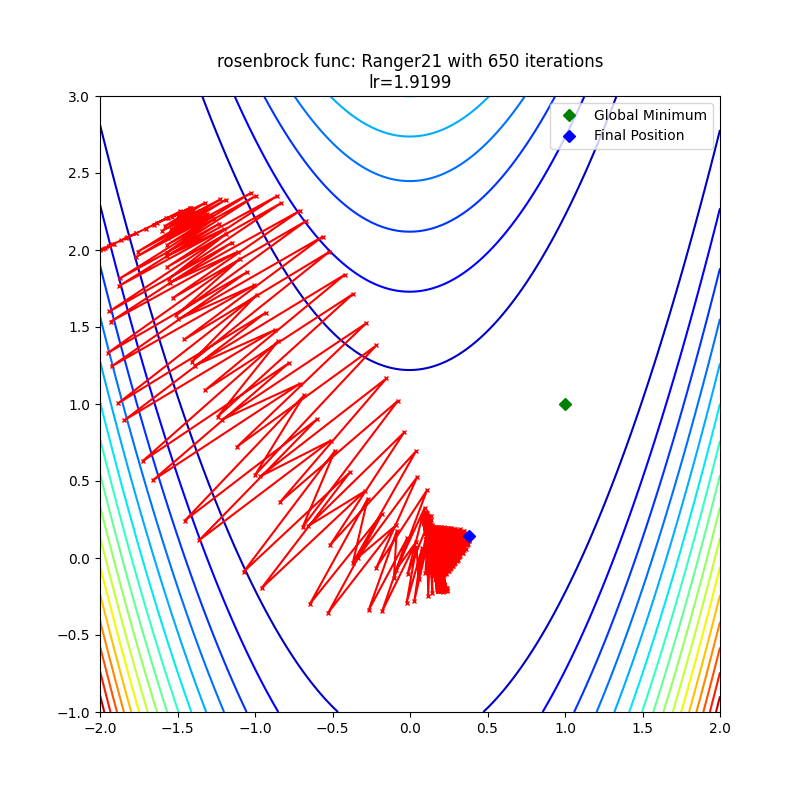 rosenbrock func: Ranger21 with 650 iterations
lr=1.9199
Global Minimum
Final Position
3.0
2.5
2.0
1.5
1.0
0.5
0.0
−0.5
−1.0
−2.0 −1.5 −1.0 −0.5 0.0 0.5 1.0 1.5 2.0